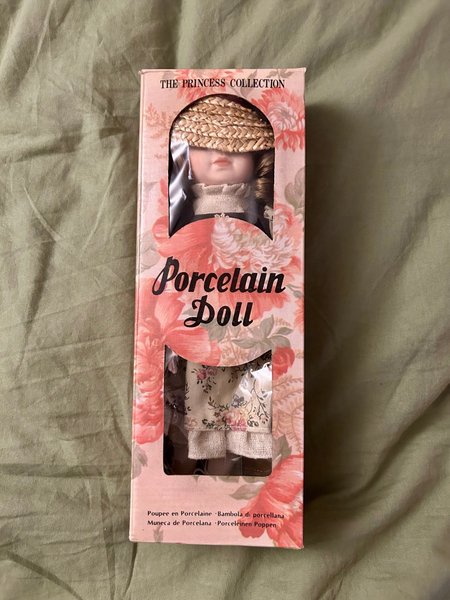 THE PRINCESS COLLECTION
Porcelain
Doll
Poupee en Porcelaine · Bambola di porcellana
Muneca de Porcelana · Porceleinen Poppen